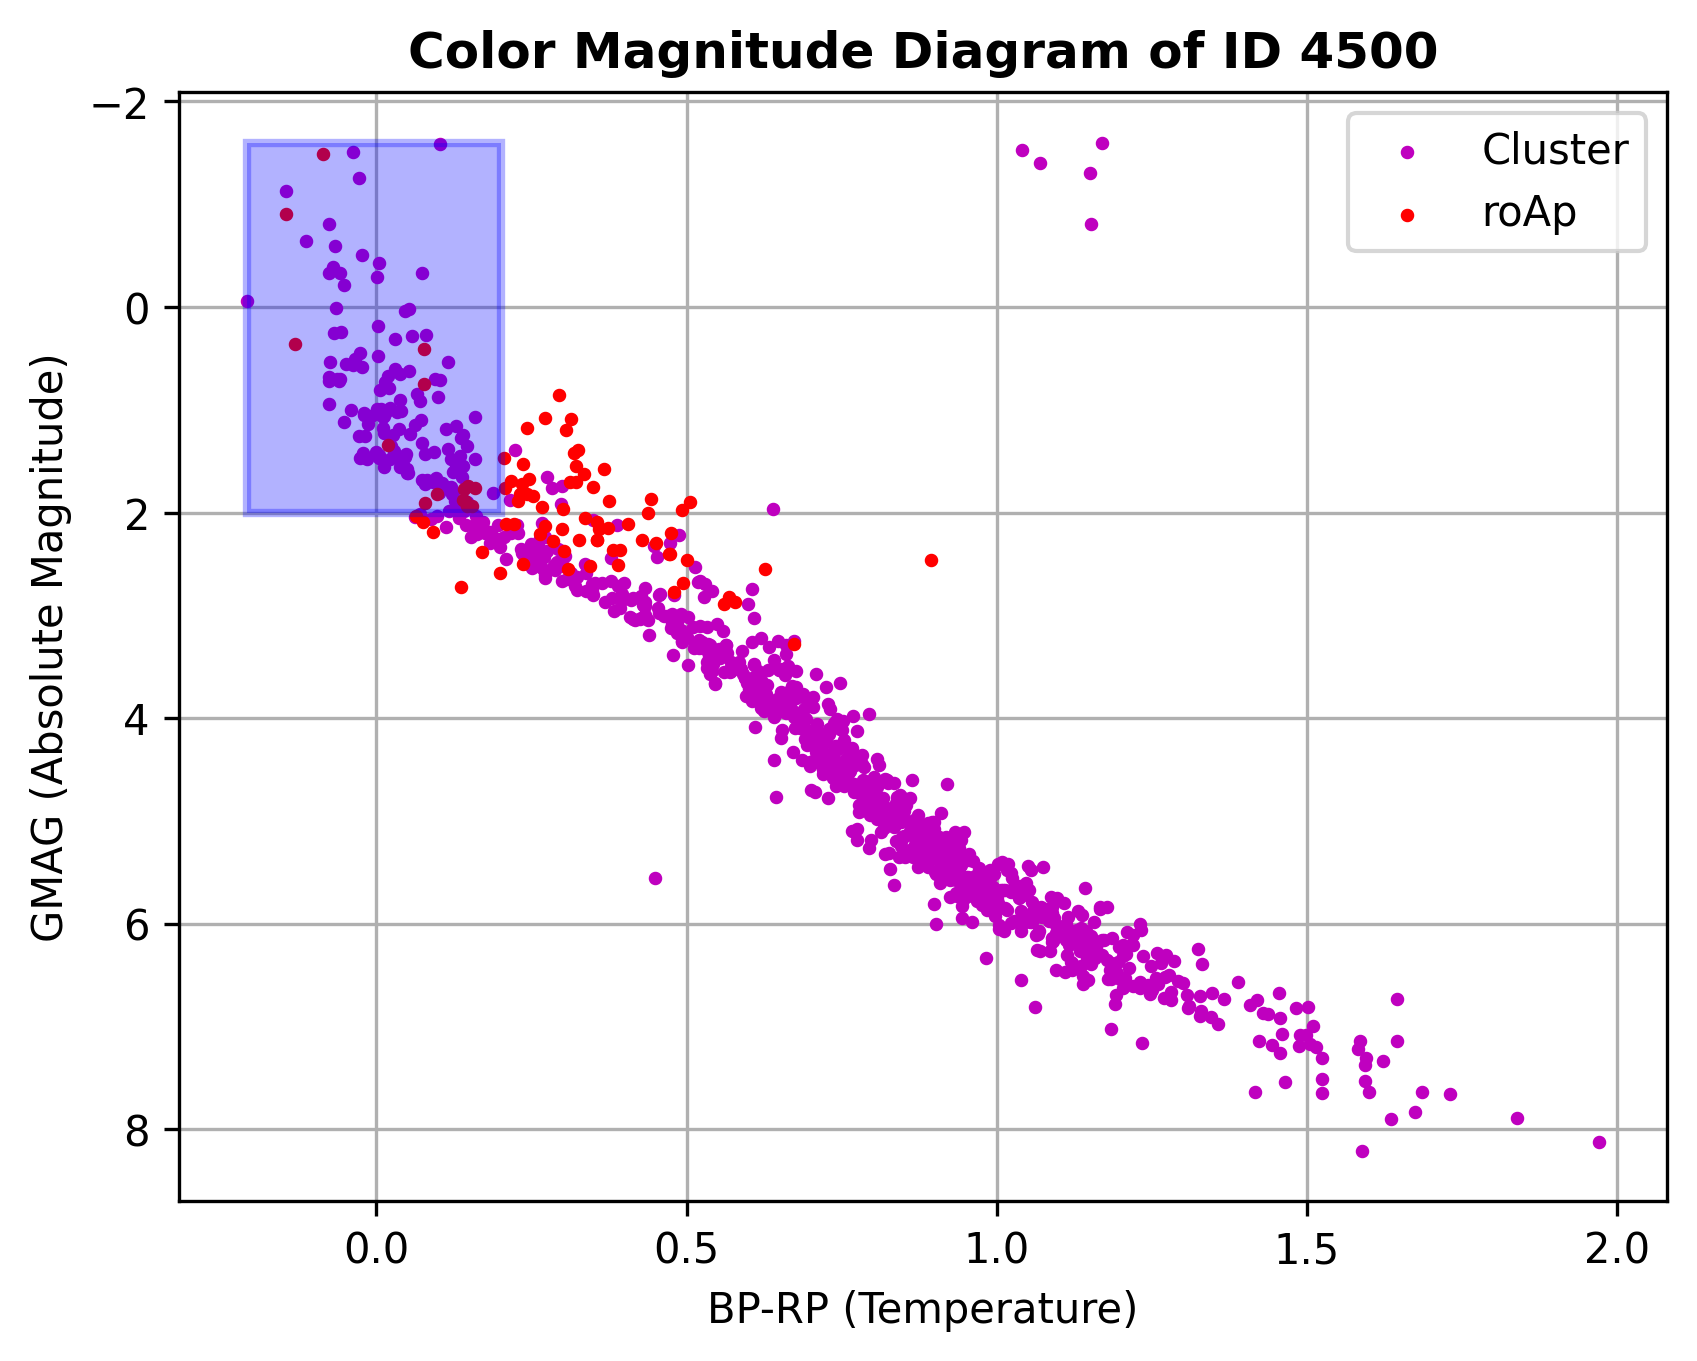 Color Magnitude Diagram of ID 4500
−2
0
2
4
6
8
GMAG (Absolute Magnitude)
Cluster
roAp
0.0 0.5 1.0 1.5 2.0
BP-RP (Temperature)